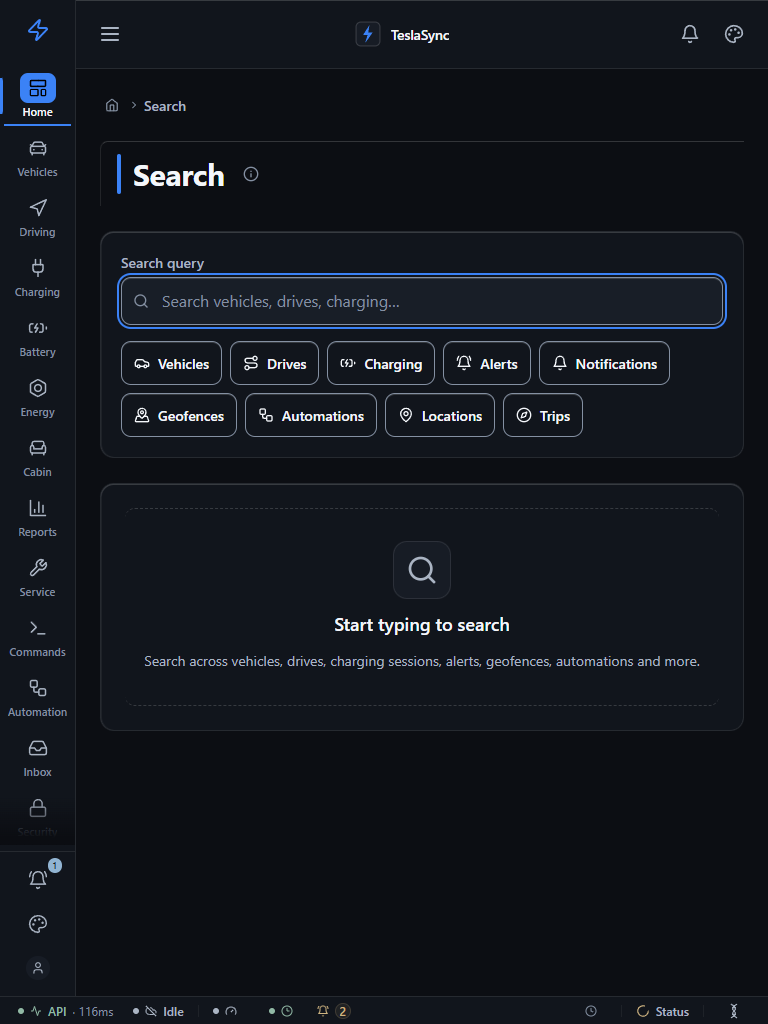 TeslaSync
Home
Vehicles
Driving
Charging
Battery
Energy
Cabin
Reports
Service
Commands
Automation
Inbox
Security
1
Search
Search
Search query
Search vehicles, drives, charging...
Vehicles Drives Charging Alerts Notifications
Geofences Automations Locations Trips
Start typing to search
Search across vehicles, drives, charging sessions, alerts, geofences, automations and more.
API · 116ms Idle 2 Status